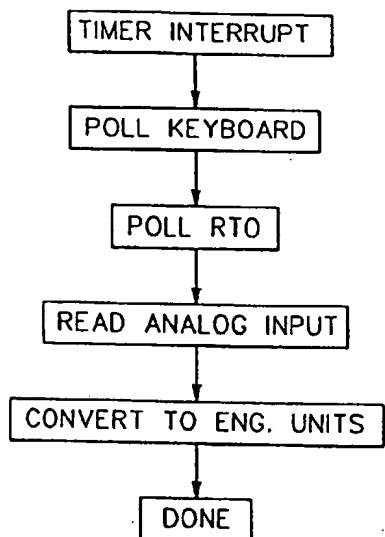 TIMER INTERRUPT
POLL KEYBOARD
POLL RTO
READ ANALOG INPUT
CONVERT TO ENG. UNITS
DONE